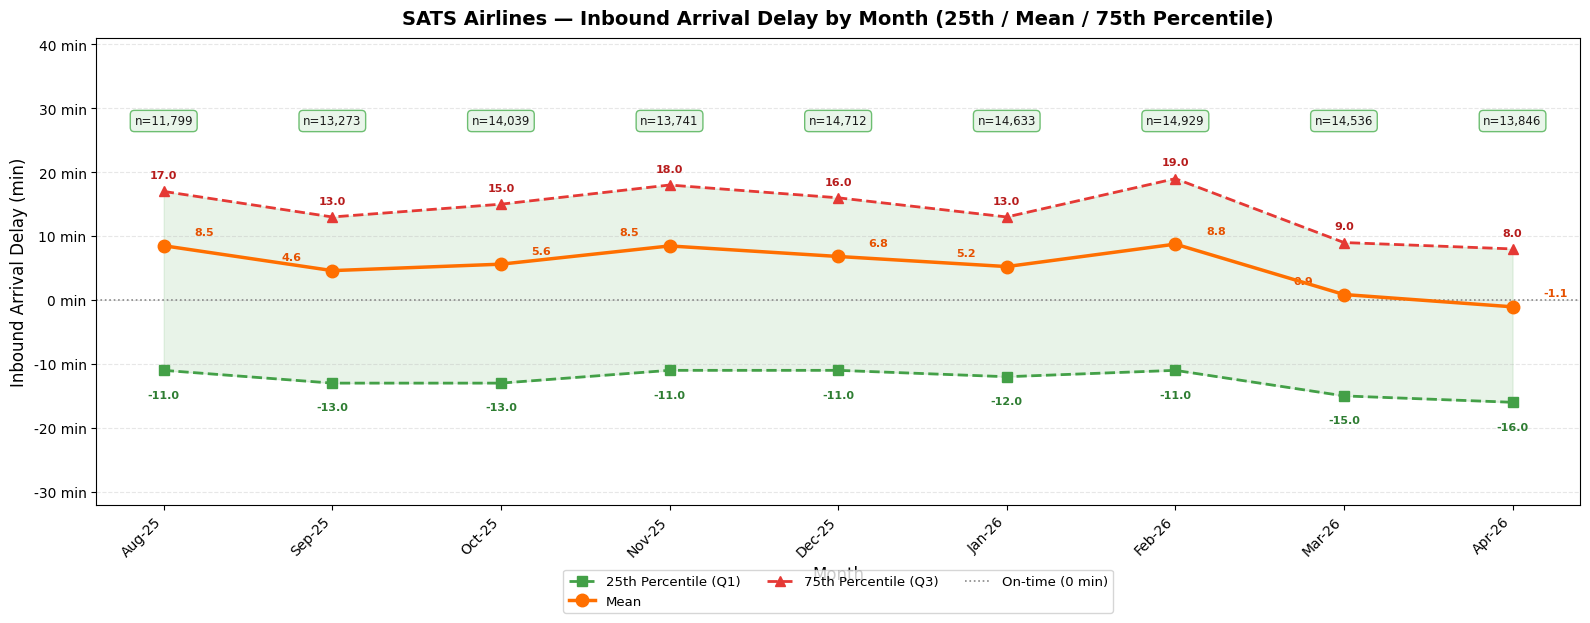 SATS Airlines — Inbound Arrival Delay by Month (25th / Mean / 75th Percentile)
Inbound Arrival Delay (min)
40 min
30 min
20 min
10 min
0 min
-10 min
-20 min
-30 min
n=11,799 n=13,273 n=14,039 n=13,741 n=14,712 n=14,633 n=14,929 n=14,536 n=13,846
17.0 13.0 15.0 18.0 16.0 13.0 19.0 9.0 8.0
8.5 4.6 5.6 8.5 6.8 5.2 8.8 0.9 -1.1
-11.0 -13.0 -13.0 -11.0 -11.0 -12.0 -11.0 -15.0 -16.0
Aug-25 Sep-25 Oct-25 Nov-25 Dec-25 Jan-26 Feb-26 Mar-26 Apr-26
Month
25th Percentile (Q1) 75th Percentile (Q3) On-time (0 min)
Mean